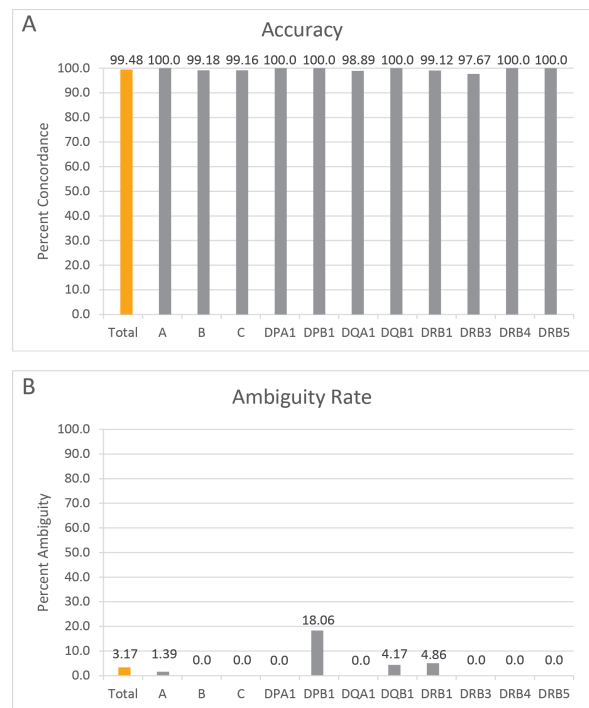 A
Accuracy
99.48 100.0 99.18 99.16 100.0 100.0 98.89 100.0 99.12 97.67 100.0 100.0
100.0
90.0
80.0
70.0
60.0
50.0
40.0
30.0
20.0
10.0
0.0
Percent Concordance
Total A B C DPA1 DPB1 DQA1 DQB1 DRB1 DRB3 DRB4 DRB5
B
Ambiguity Rate
100.0
90.0
80.0
70.0
60.0
50.0
40.0
30.0
20.0
10.0
0.0
Percent Ambiguity
3.17 1.39 0.0 0.0 0.0 18.06 0.0 4.17 4.86 0.0 0.0 0.0
Total A B C DPA1 DPB1 DQA1 DQB1 DRB1 DRB3 DRB4 DRB5